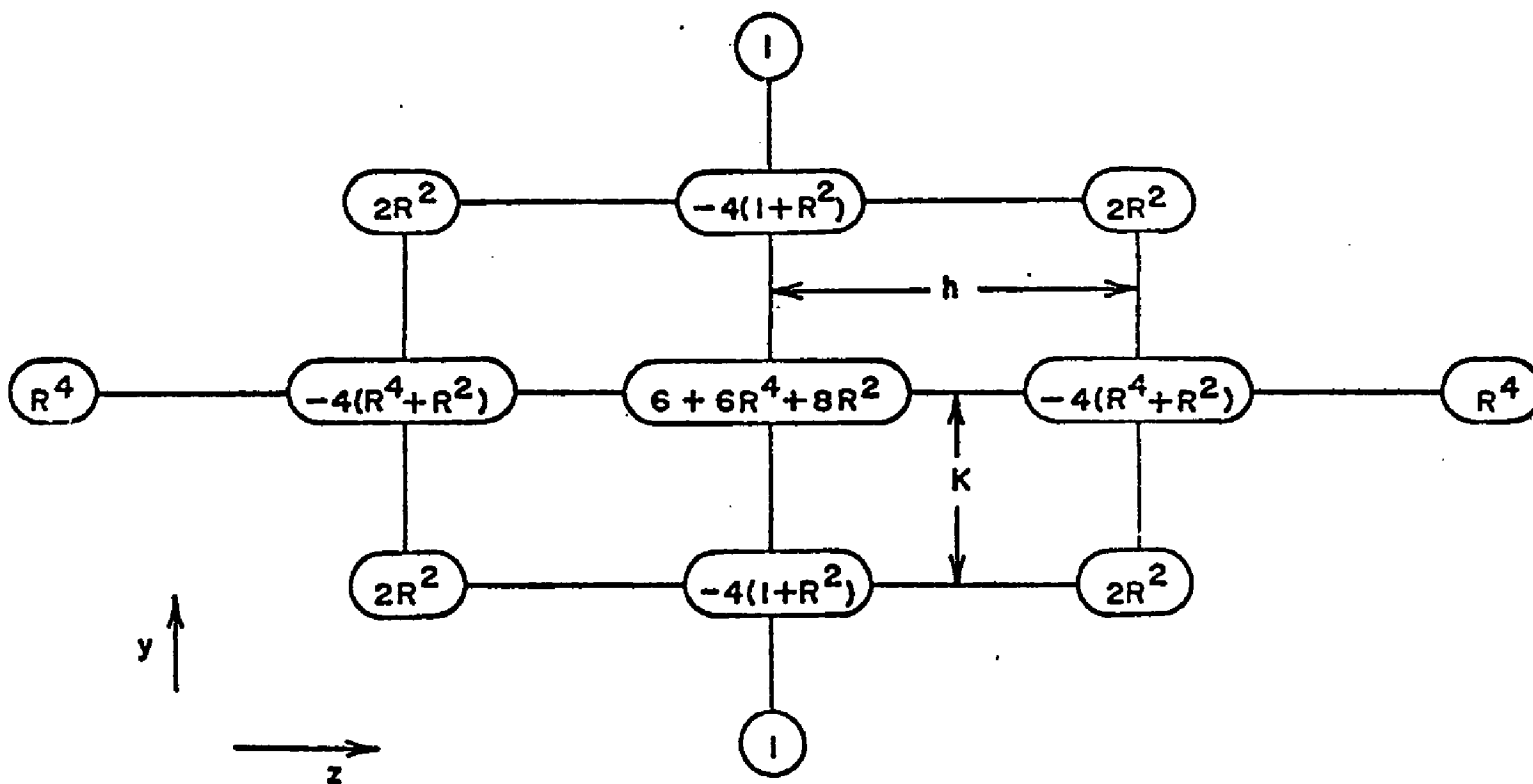 1
2R² -4(1+R²) 2R²
h
R⁴ -4(R⁴+R²) 6+6R⁴+8R² -4(R⁴+R²) R⁴
K
2R² -4(1+R²) 2R²
y
1
z